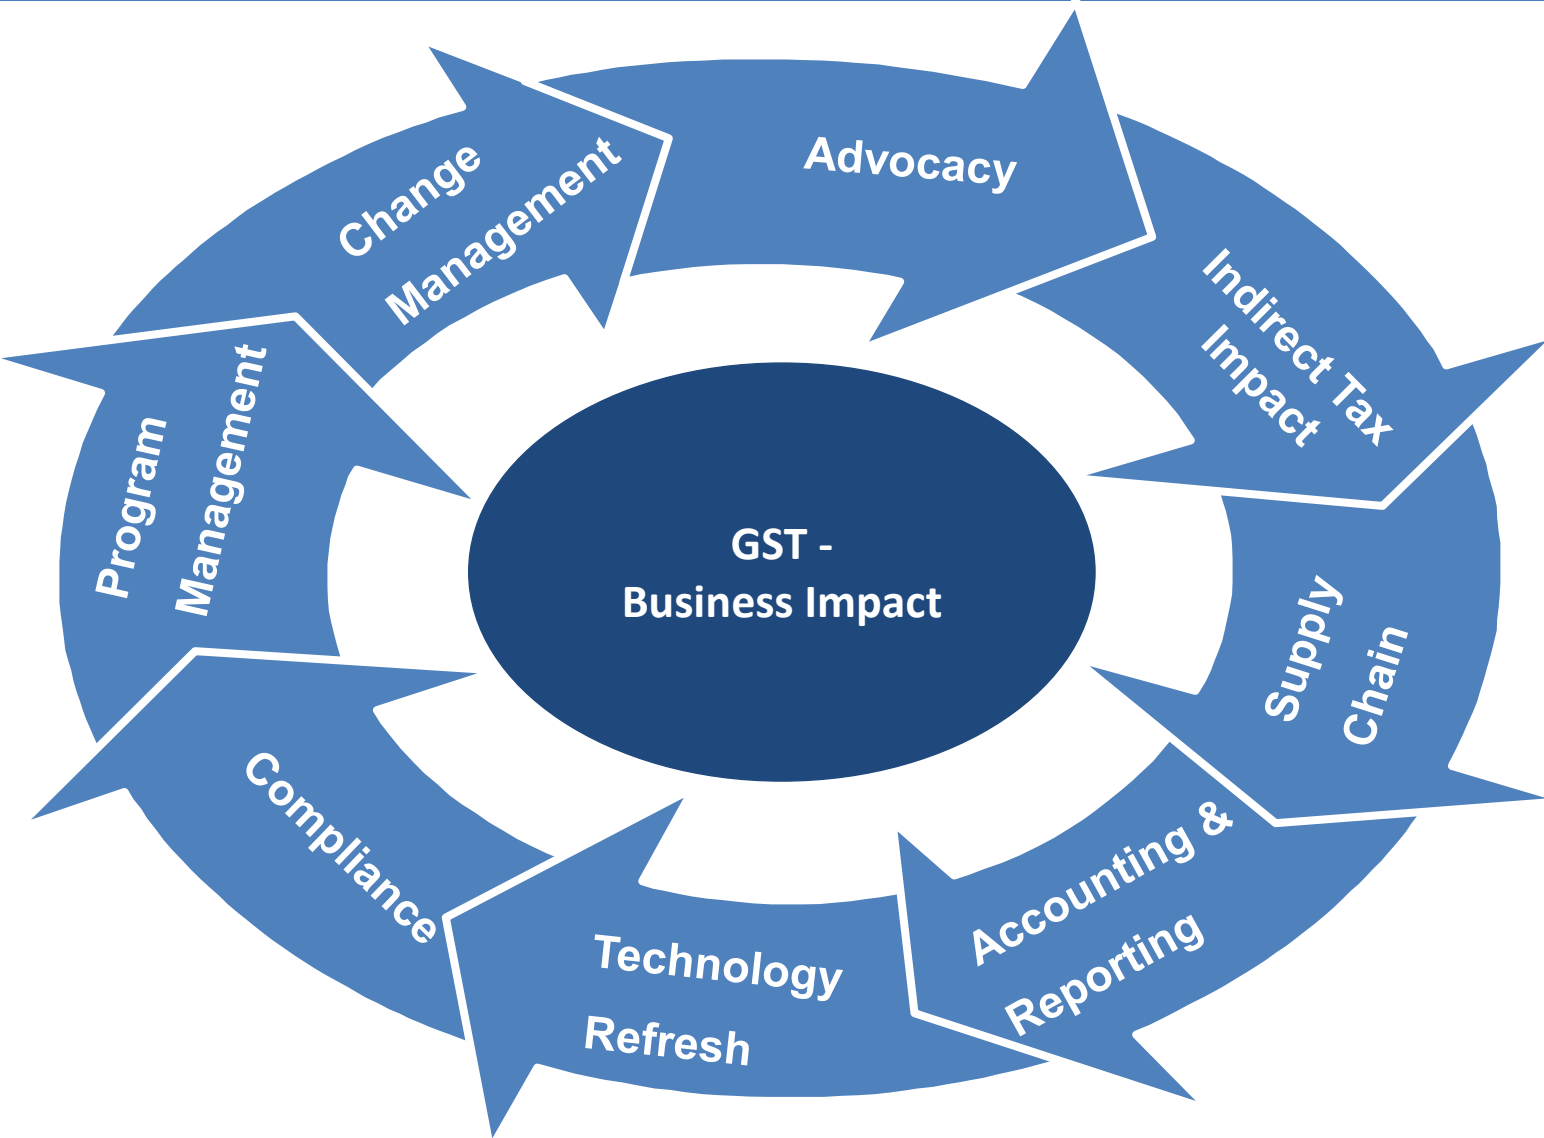 Advocacy
Indirect Tax
Impact
Supply
Chain
Accounting &
Reporting
Technology
Refresh
Compliance
Program
Management
Change
Management
GST -
Business Impact